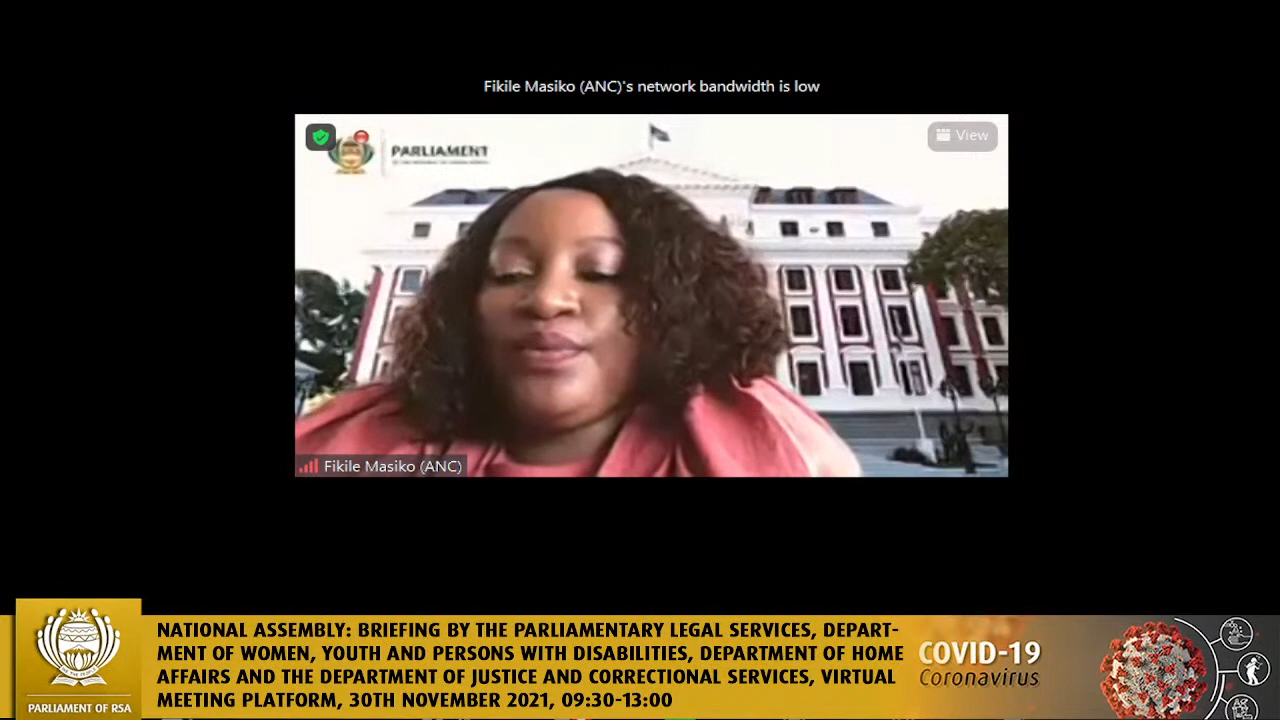 Fikile Masiko (ANC)'s network bandwidth is low
PARLIAMENT
View
Fikile Masiko (ANC)
NATIONAL ASSEMBLY: BRIEFING BY THE PARLIAMENTARY LEGAL SERVICES, DEPART-
MENT OF WOMEN, YOUTH AND PERSONS WITH DISABILITIES, DEPARTMENT OF HOME
AFFAIRS AND THE DEPARTMENT OF JUSTICE AND CORRECTIONAL SERVICES, VIRTUAL
MEETING PLATFORM, 30TH NOVEMBER 2021, 09:30-13:00
PARLIAMENT OF RSA
COVID-19
Coronavirus